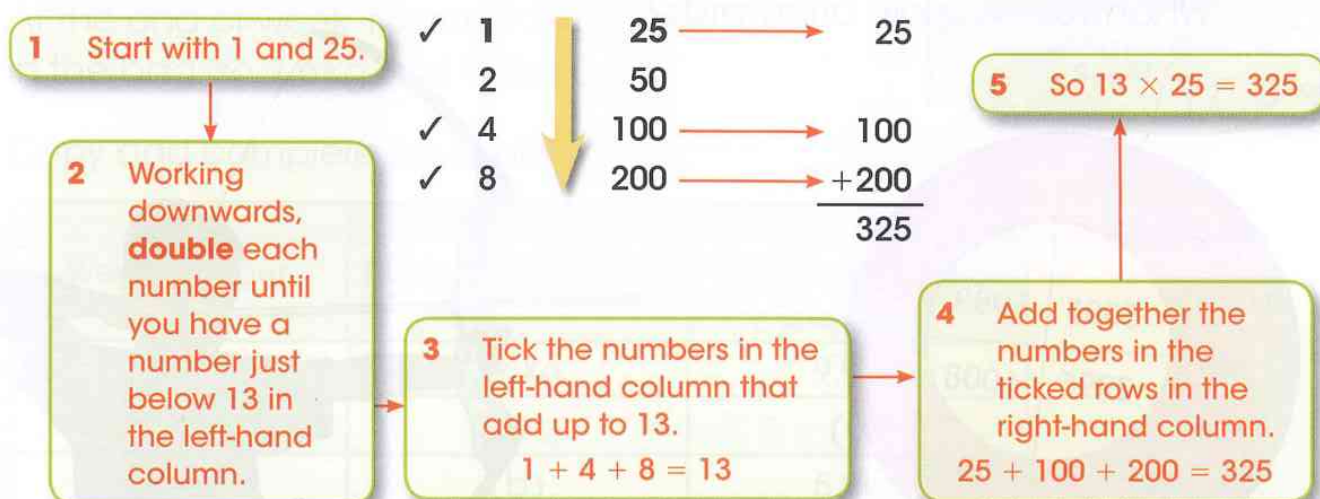 1 Start with 1 and 25.
✓ 1 25 25
2 50
✓ 4 100 100
✓ 8 200 +200
325
2 Working
downwards,
double each
number until
you have a
number just
below 13 in
the left-hand
column.
3 Tick the numbers in the
left-hand column that
add up to 13.
1 + 4 + 8 = 13
4 Add together the
numbers in the
ticked rows in the
right-hand column.
25 + 100 + 200 = 325
5 So 13 × 25 = 325